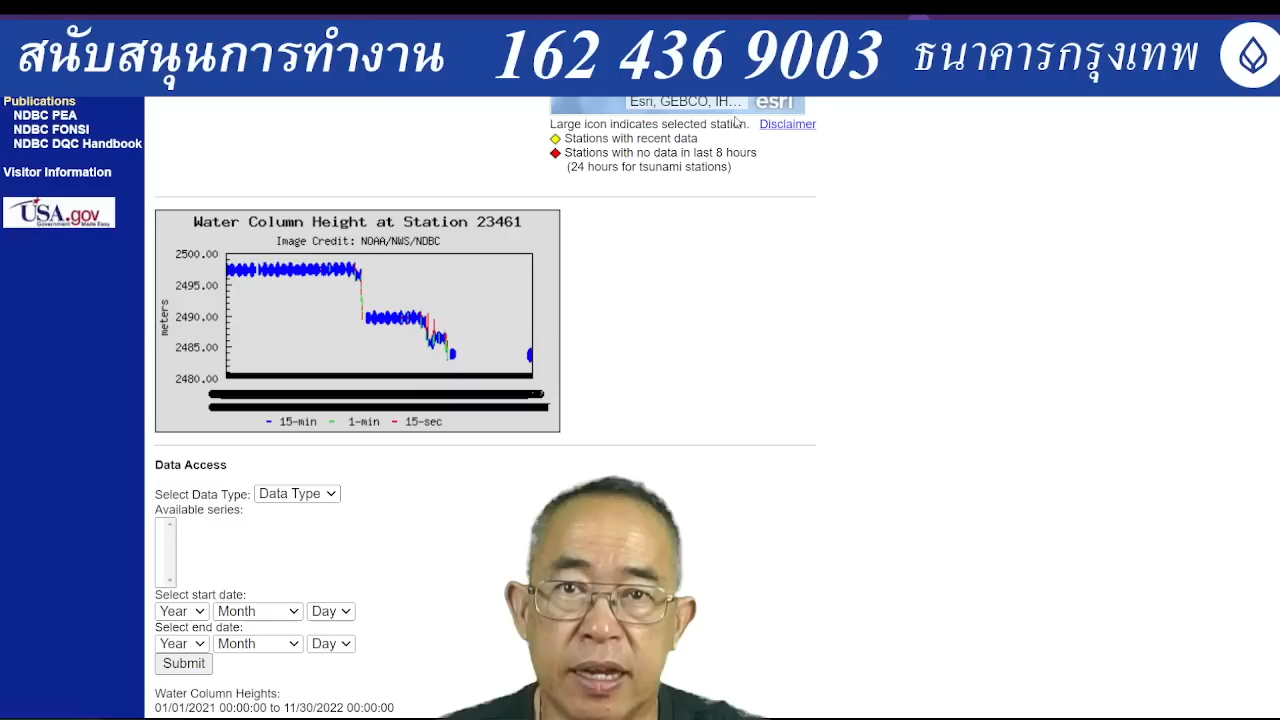 สนับสนุนการทำงาน 162 436 9003 ธนาคารกรุงเทพ
Publications
NDBC PEA
NDBC FONSI
NDBC DQC Handbook
Visitor Information
USA.gov
Government Made Easy
Esri, GEBCO, IH... esri
Large icon indicates selected station. Disclaimer
Stations with recent data
Stations with no data in last 8 hours
(24 hours for tsunami stations)
Water Column Height at Station 23461
Image Credit: NOAA/NWS/NDBC
2500.00
2495.00
2490.00
2485.00
2480.00
meters
15-min 1-min 15-sec
Data Access
Select Data Type: Data Type
Available series:
Select start date:
Year Month Day
Select end date:
Year Month Day
Submit
Water Column Heights:
01/01/2021 00:00:00 to 11/30/2022 00:00:00